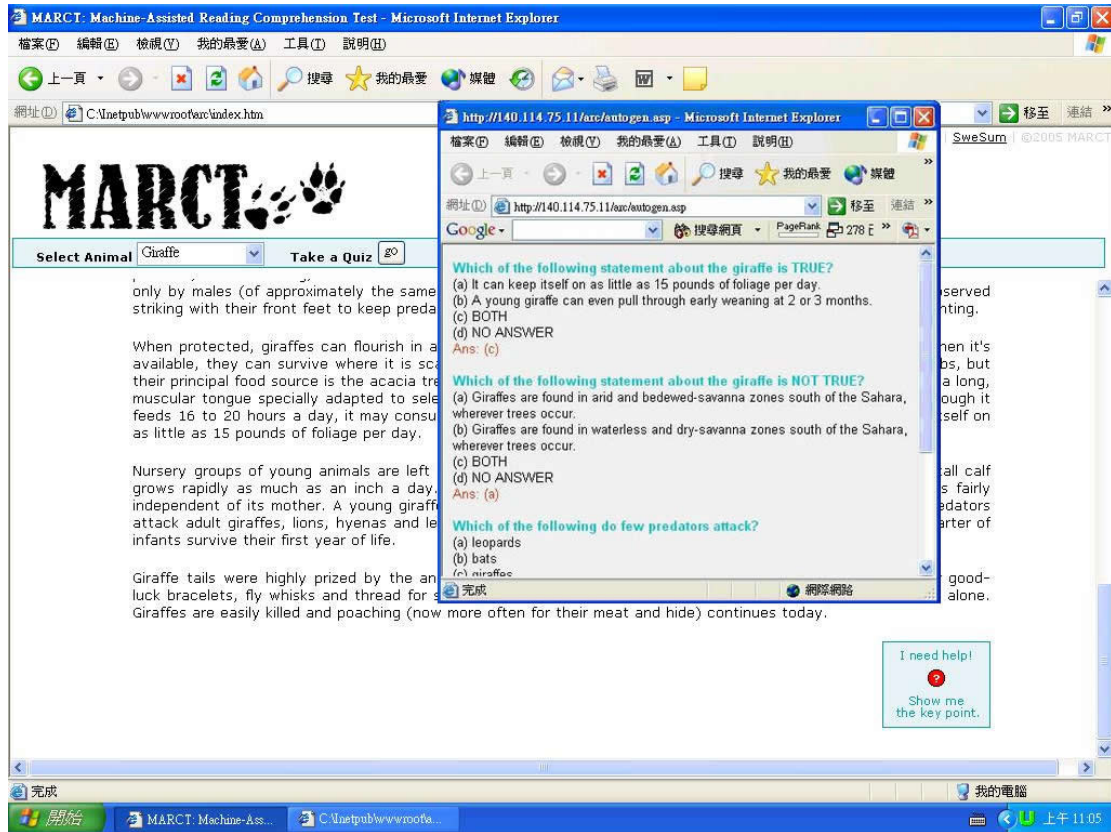 MARCT: Machine-Assisted Reading Comprehension Test - Microsoft Internet Explorer
檔案(F) 編輯(E) 檢視(V) 我的最愛(A) 工具(T) 說明(H)
上一頁 搜尋 我的最愛 媒體
網址(D) C:\Inetpub\wwwroot\arc\index.htm 移至 連結 »
SweSum | ©2005 MARCT
MARCT
Select Animal Giraffe Take a Quiz go
only by males (of approximately the same
served
striking with their front feet to keep preda
nting.
When protected, giraffes can flourish in a
hen it's
available, they can survive where it is sca
bs, but
their principal food source is the acacia tre
a long,
muscular tongue specially adapted to sele
ough it
feeds 16 to 20 hours a day, it may consu
self on
as little as 15 pounds of foliage per day.
Nursery groups of young animals are left
tall calf
grows rapidly as much as an inch a day.
s fairly
independent of its mother. A young giraff
edators
attack adult giraffes, lions, hyenas and le
arter of
infants survive their first year of life.
Giraffe tails were highly prized by the an
good-
luck bracelets, fly whisks and thread for s
alone.
Giraffes are easily killed and poaching (now more often for their meat and hide) continues today.
http://140.114.75.11/arc/autogen.asp - Microsoft Internet Explorer
檔案(F) 編輯(E) 檢視(V) 我的最愛(A) 工具(T) 說明(H)
上一頁 搜尋 我的最愛 媒體 »
網址(D) http://140.114.75.11/arc/autogen.asp 移至 連結 »
Google 搜尋網頁 PageRank 278 »
Which of the following statement about the giraffe is TRUE?
(a) It can keep itself on as little as 15 pounds of foliage per day.
(b) A young giraffe can even pull through early weaning at 2 or 3 months.
(c) BOTH
(d) NO ANSWER
Ans: (c)
Which of the following statement about the giraffe is NOT TRUE?
(a) Giraffes are found in arid and bedewed-savanna zones south of the Sahara,
wherever trees occur.
(b) Giraffes are found in waterless and dry-savanna zones south of the Sahara,
wherever trees occur.
(c) BOTH
(d) NO ANSWER
Ans: (a)
Which of the following do few predators attack?
(a) leopards
(b) bats
(c) giraffes
完成 網際網路
I need help!
?
Show me
the key point.
完成 我的電腦
開始 MARCT: Machine-Ass... C:\Inetpub\wwwroot\a... 上午 11:05